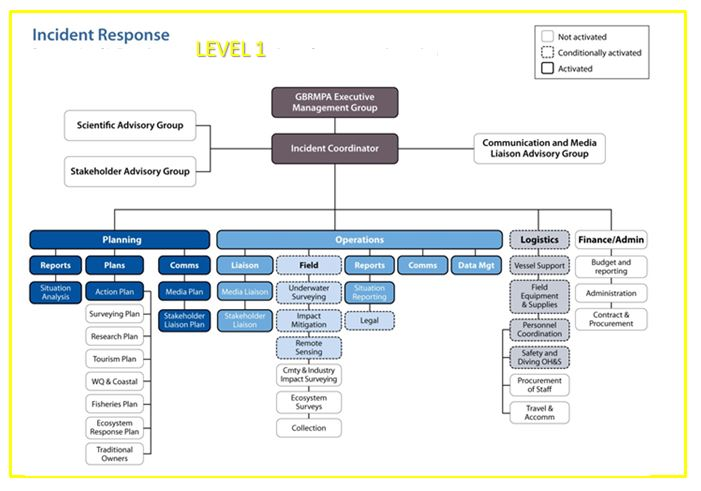 Incident Response
LEVEL 1
Not activated
Conditionally activated
Activated
GBRMPA Executive
Management Group
Scientific Advisory Group
Incident Coordinator
Communication and Media
Liaison Advisory Group
Stakeholder Advisory Group
Planning
Operations
Logistics
Finance/Admin
Reports
Plans
Comms
Liaison
Field
Reports
Comms
Data Mgt
Vessel Support
Budget and
reporting
Situation
Analysis
Action Plan
Media Plan
Media Liaison
Underwater
Surveying
Situation
Reporting
Field
Equipment
& Supplies
Administration
Surveying Plan
Stakeholder
Liaison Plan
Stakeholder
Liaison
Impact
Mitigation
Legal
Personnel
Coordination
Contract &
Procurement
Research Plan
Remote
Sensing
Safety and
Diving OH&S
Tourism Plan
WQ & Coastal
Cmty & Industry
Impact Surveying
Procurement
of Staff
Fisheries Plan
Ecosystem
Surveys
Travel &
Accomm
Ecosystem
Response Plan
Collection
Traditional
Owners